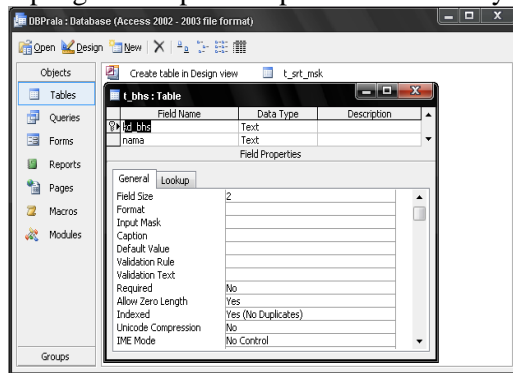 DBPrala : Database (Access 2002 - 2003 file format)
Open Design New
Objects
Tables
Queries
Forms
Reports
Pages
Macros
Modules
Groups
Create table in Design view t_srt_msk
t_bhs : Table
Field Name Data Type Description
kd_bhs Text
nama Text
Field Properties
General Lookup
Field Size 2
Format
Input Mask
Caption
Default Value
Validation Rule
Validation Text
Required No
Allow Zero Length Yes
Indexed Yes (No Duplicates)
Unicode Compression No
IME Mode No Control